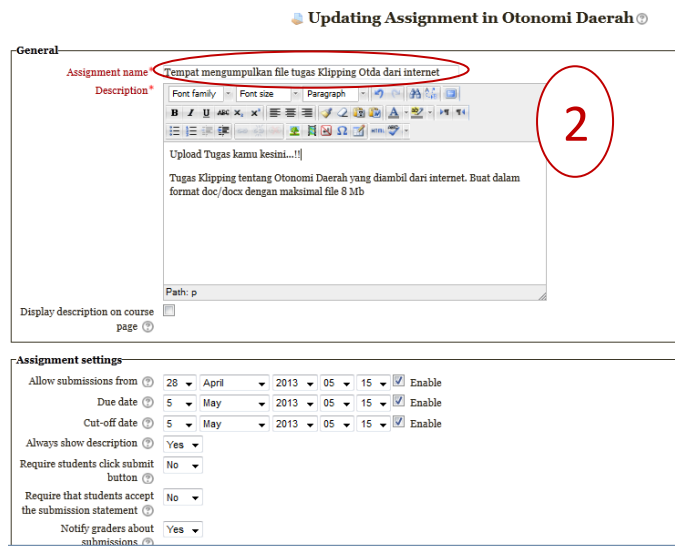 Updating Assignment in Otonomi Daerah
General
Assignment name* Tempat mengumpulkan file tugas Klipping Otda dari internet
Description*
Font family Font size Paragraph
B I U ABC X₂ X²
HTML
Upload Tugas kamu kesini...!!
Tugas Klipping tentang Otonomi Daerah yang diambil dari internet. Buat dalam
format doc/docx dengan maksimal file 8 Mb
Path: p
2
Display description on course
page
Assignment settings
Allow submissions from 28 April 2013 05 15 Enable
Due date 5 May 2013 05 15 Enable
Cut-off date 5 May 2013 05 15 Enable
Always show description Yes
Require students click submit No
button
Require that students accept No
the submission statement
Notify graders about Yes
submissions